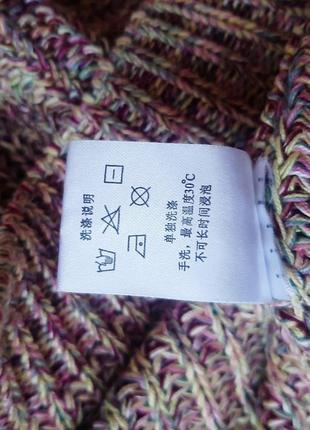 洗涤说明
单独洗涤
手洗，最高温度30℃
不可长时间浸泡